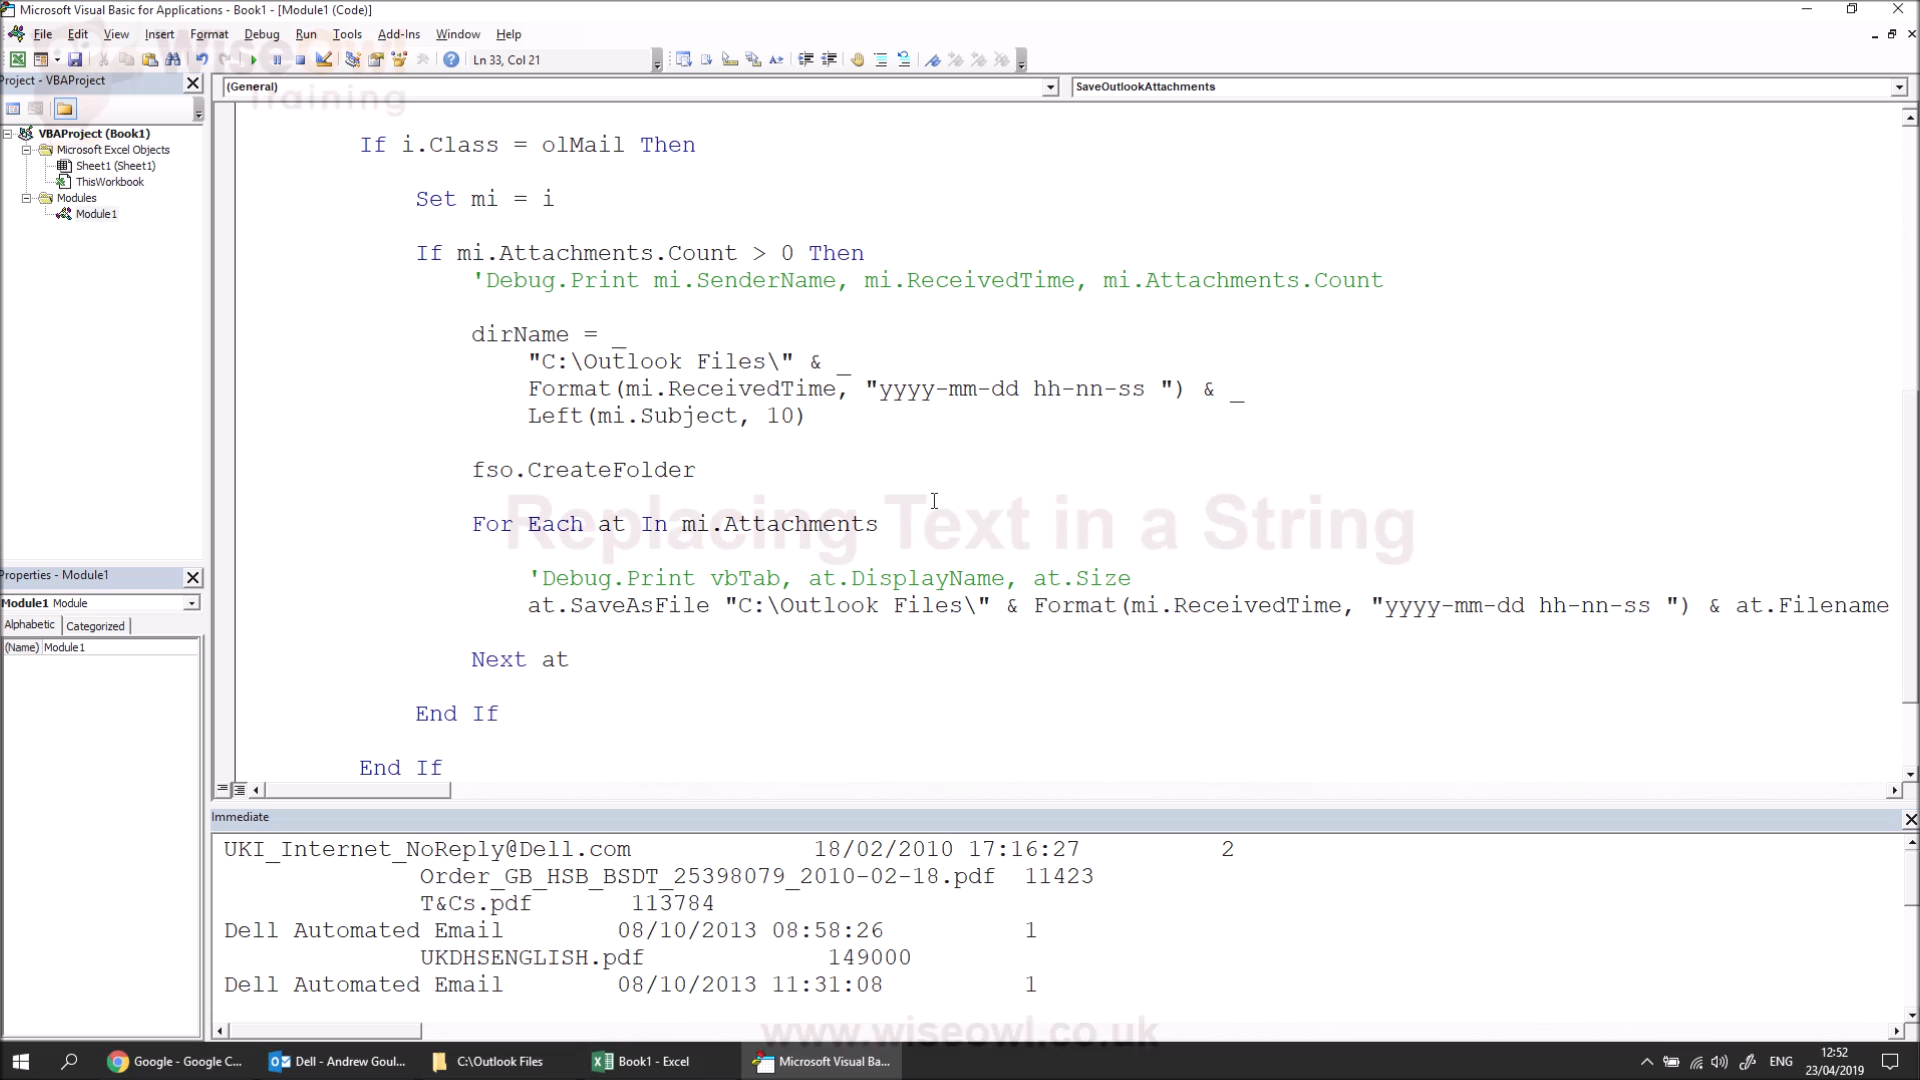 Microsoft Visual Basic for Applications - Book1 - [Module1 (Code)]
File Edit View Insert Format Debug Run Tools Add-Ins Window Help
Ln 33, Col 21
Project - VBAProject
(General) SaveOutlookAttachments
Training
VBAProject (Book1)
Microsoft Excel Objects
Sheet1 (Sheet1)
ThisWorkbook
Modules
Module1
If i.Class = olMail Then
Set mi = i
If mi.Attachments.Count > 0 Then
'Debug.Print mi.SenderName, mi.ReceivedTime, mi.Attachments.Count
dirName = _
"C:\Outlook Files\" & _
Format(mi.ReceivedTime, "yyyy-mm-dd hh-nn-ss ") & _
Left(mi.Subject, 10)
fso.CreateFolder
Replacing Text in a String
For Each at In mi.Attachments
'Debug.Print vbTab, at.DisplayName, at.Size
at.SaveAsFile "C:\Outlook Files\" & Format(mi.ReceivedTime, "yyyy-mm-dd hh-nn-ss ") & at.Filename
Next at
End If
End If
Properties - Module1
Module1 Module
Alphabetic Categorized
(Name) Module1
Immediate
UKI_Internet_NoReply@Dell.com 18/02/2010 17:16:27 2
Order_GB_HSB_BSDT_25398079_2010-02-18.pdf 11423
T&Cs.pdf 113784
Dell Automated Email 08/10/2013 08:58:26 1
UKDHSENGLISH.pdf 149000
Dell Automated Email 08/10/2013 11:31:08 1
www.wiseowl.co.uk
Google - Google C... Dell - Andrew Goul... C:\Outlook Files Book1 - Excel Microsoft Visual Ba... ENG 12:52
23/04/2019